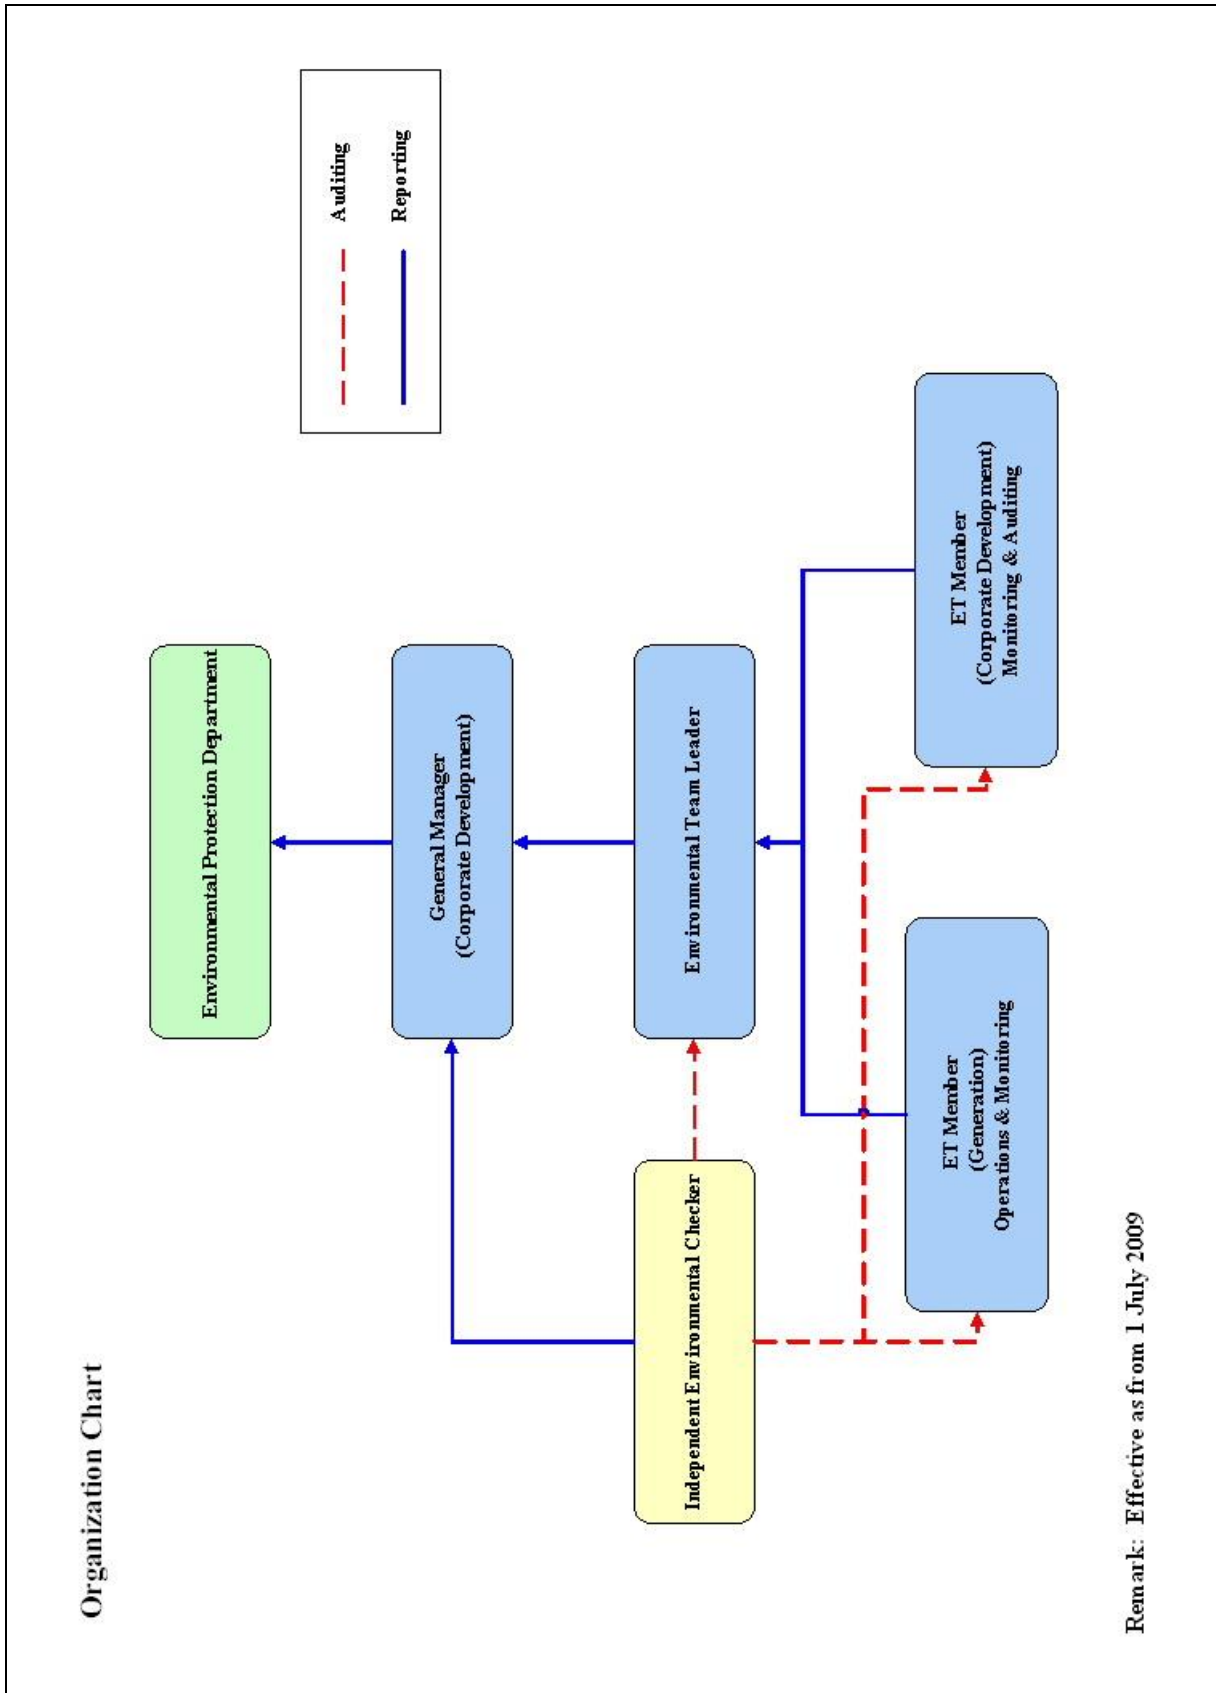 Organization Chart
Environmental Protection Department
Auditing
Reporting
General Manager
(Corporate Development)
Independent Environmental Checker
Environmental Team Leader
ET Member
(Generation)
Operations & Monitoring
ET Member
(Corporate Development)
Monitoring & Auditing
Remark: Effective as from 1 July 2009